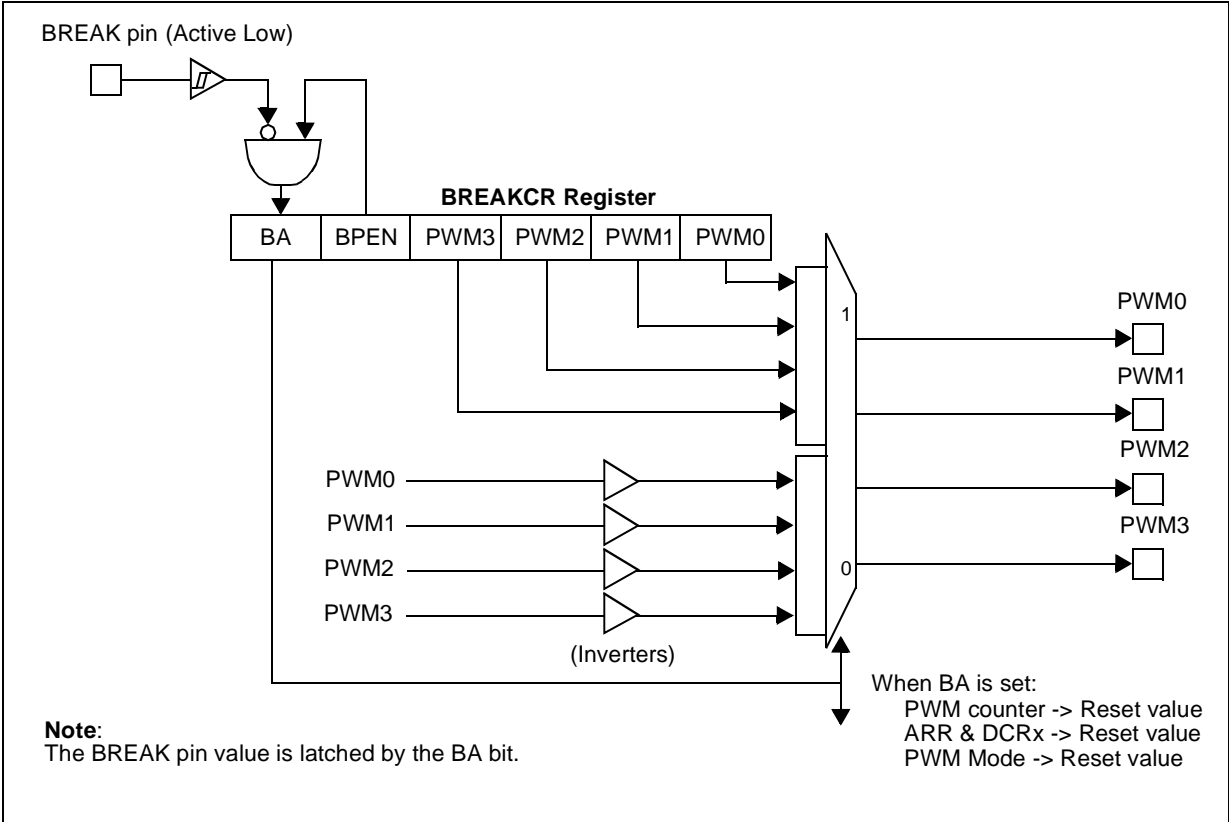 BREAK pin (Active Low)
BREAKCR Register
BA BPEN PWM3 PWM2 PWM1 PWM0
1
PWM0
PWM1
PWM2
PWM3
PWM0
PWM1
PWM2
PWM3
0
(Inverters)
When BA is set:
PWM counter -> Reset value
ARR & DCRx -> Reset value
PWM Mode -> Reset value
Note:
The BREAK pin value is latched by the BA bit.